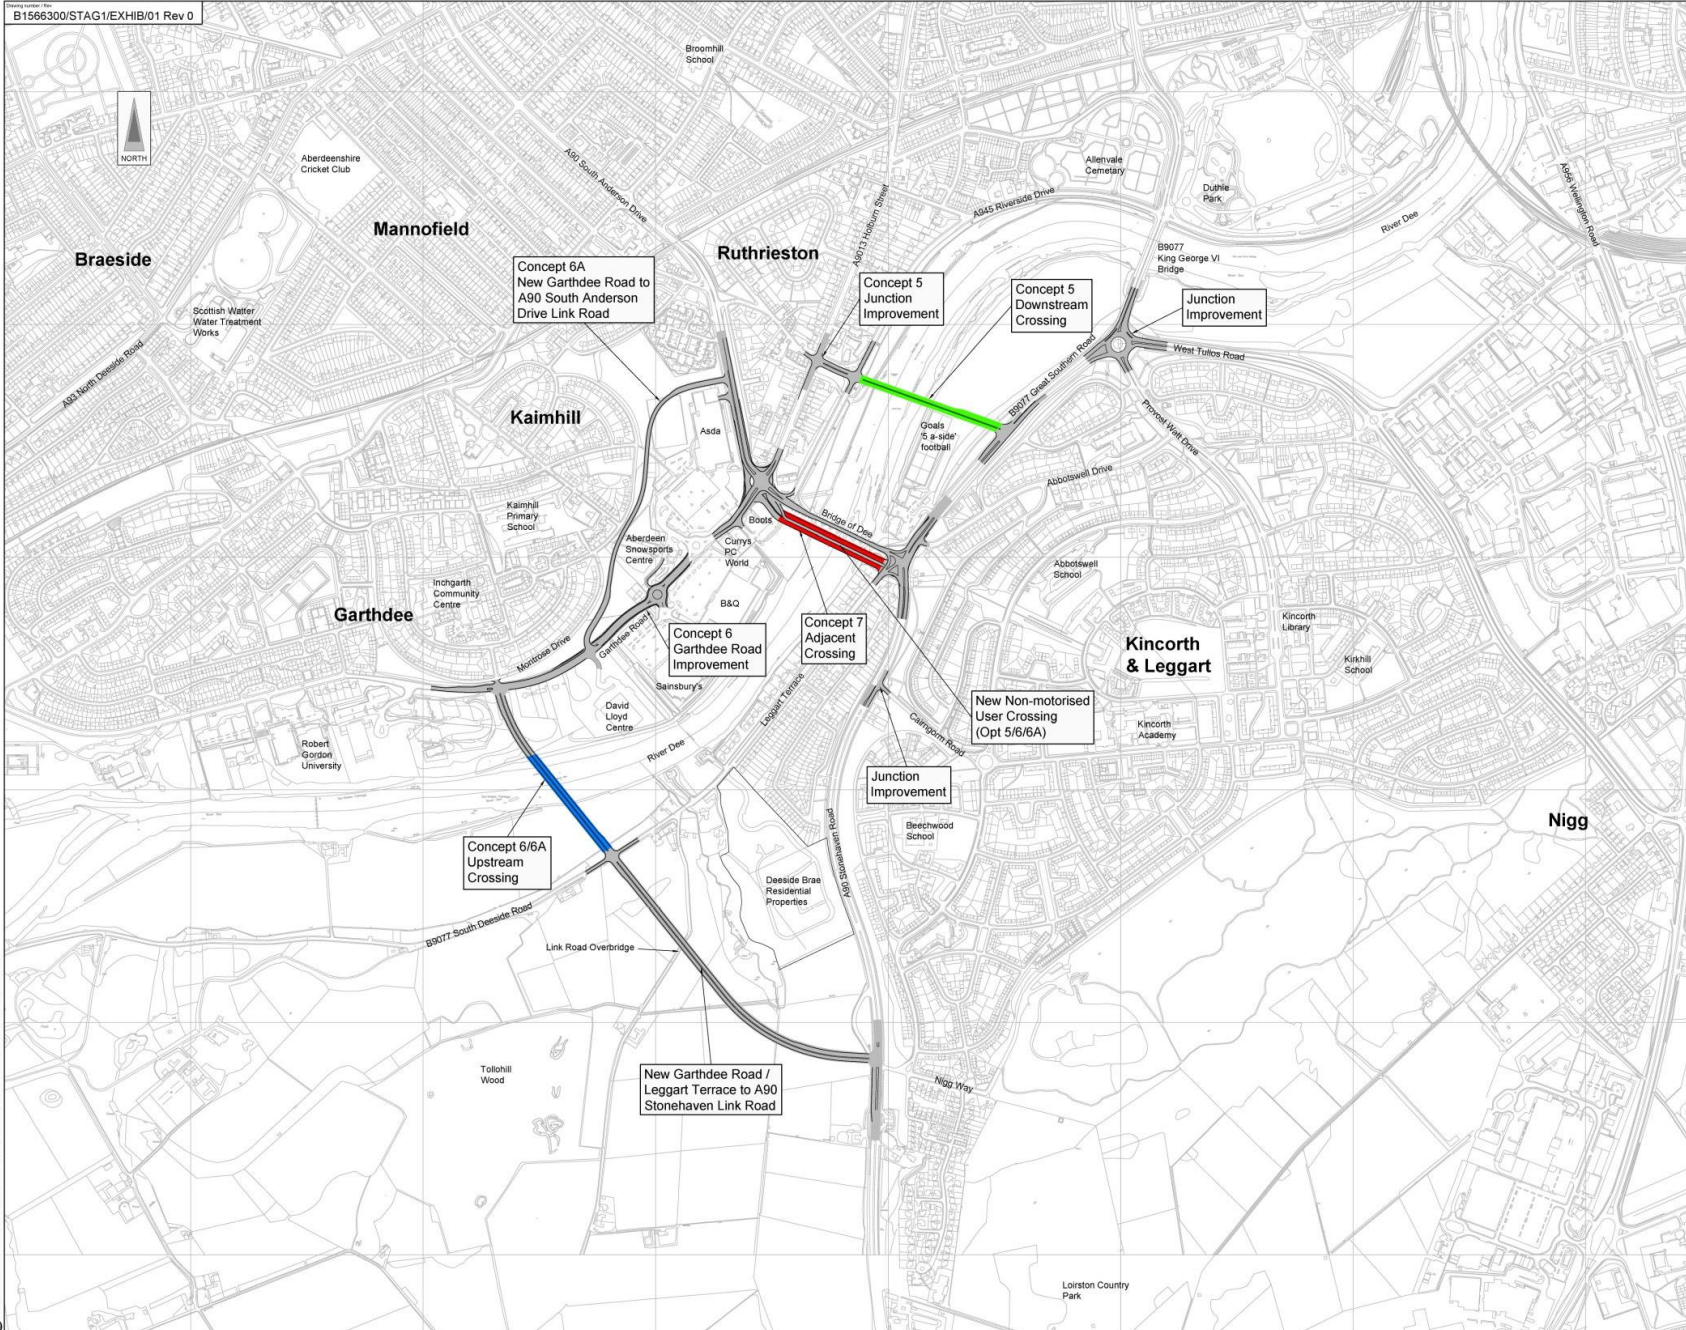 Drawing number / Rev
B1566300/STAG1/EXHIB/01 Rev 0
NORTH
Broomhill
School
Aberdeenshire
Cricket Club
A90 South Anderson Drive
Allenvale
Cemetary
Duthie
Park
A956 Wellington Road
A945 Riverside Drive
A9013 Holburn Street
River Dee
Mannofield
Braeside
Ruthrieston
B9077
King George VI
Bridge
Concept 6A
New Garthdee Road to
A90 South Anderson
Drive Link Road
Concept 5
Junction
Improvement
Concept 5
Downstream
Crossing
Junction
Improvement
Scottish Watter
Water Treatment
Works
A93 North Deeside Road
West Tullos Road
B9077 Great Southern Road
Provost Watt Drive
Kaimhill
Asda
Goals
'5 a-side'
football
Abbotswell Drive
Kaimhill
Primary
School
Boots
Bridge of Dee
Aberdeen
Snowsports
Centre
Currys
PC
World
Abbotswell
School
Inchgarth
Community
Centre
B&Q
Garthdee
Kincorth
Library
Concept 6
Garthdee Road
Improvement
Concept 7
Adjacent
Crossing
Kincorth
& Leggart
Kirkhill
School
Montrose Drive
Garthdee Road
Sainsbury's
Leggart Terrace
New Non-motorised
User Crossing
(Opt 5/6/6A)
David
Lloyd
Centre
Cairngorm Road
Kincorth
Academy
Robert
Gordon
University
River Dee
Junction
Improvement
Nigg
Beechwood
School
Concept 6/6A
Upstream
Crossing
A90 Stonehaven Road
Deeside Brae
Residential
Properties
B9077 South Deeside Road
Link Road Overbridge
Tollohill
Wood
New Garthdee Road /
Leggart Terrace to A90
Stonehaven Link Road
Nigg Way
Loirston Country
Park